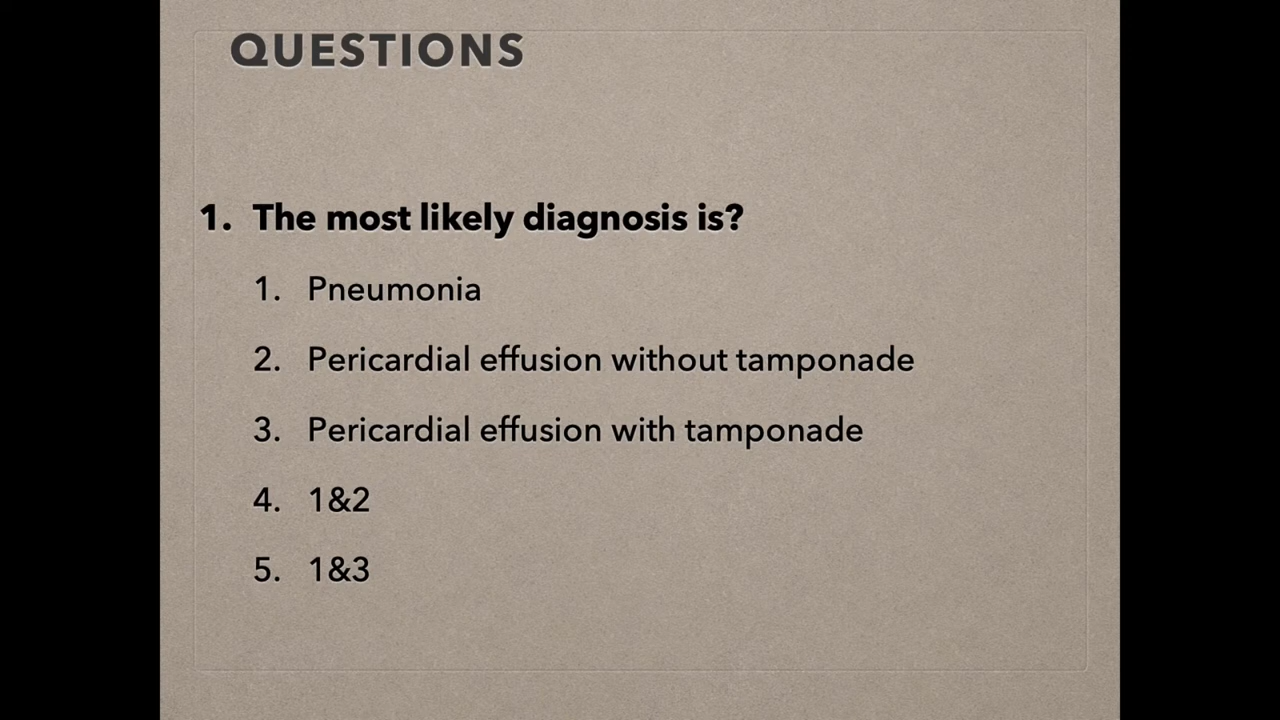 QUESTIONS
1. The most likely diagnosis is?
1. Pneumonia
2. Pericardial effusion without tamponade
3. Pericardial effusion with tamponade
4. 1&2
5. 1&3